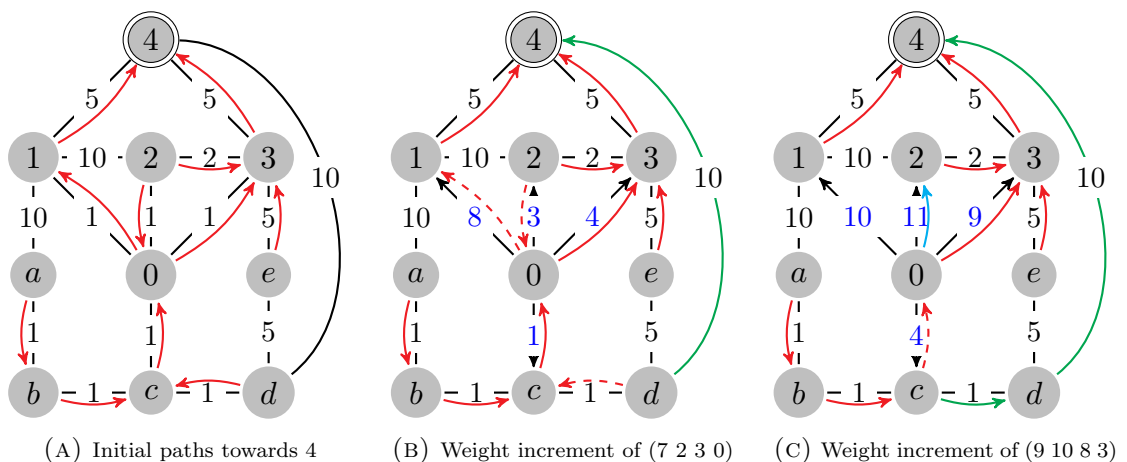 4 4 4
5 5 5 5 5 5
1 10 2 2 3 10 1 10 2 2 3 10 1 10 2 2 3 10
10 1 1 1 5 10 8 3 4 5 10 10 11 9 5
a 0 e a 0 e a 0 e
1 1 5 1 1 5 1 4 5
b 1 c 1 d b 1 c 1 d b 1 c 1 d
(A) Initial paths towards 4 (B) Weight increment of (7 2 3 0) (C) Weight increment of (9 10 8 3)